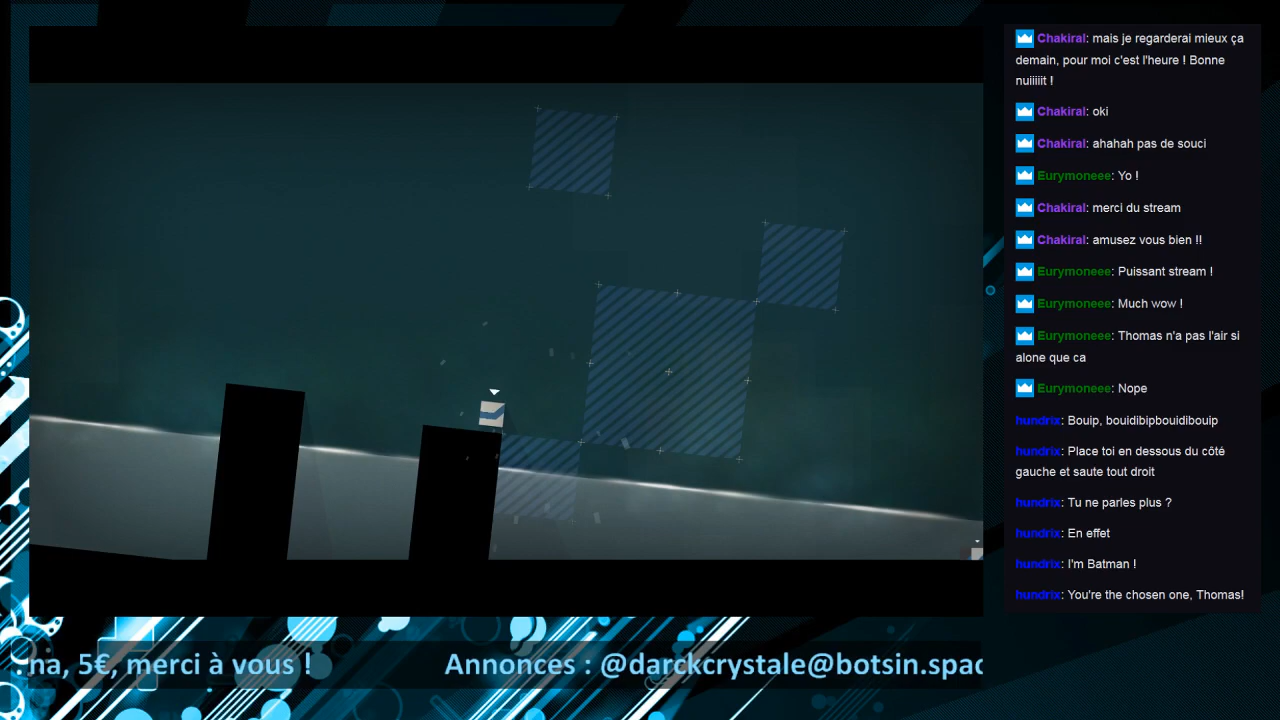 Chakiral: mais je regarderai mieux ça
demain, pour moi c'est l'heure ! Bonne
nuiiiiit !
Chakiral: oki
Chakiral: ahahah pas de souci
Eurymoneee: Yo !
Chakiral: merci du stream
Chakiral: amusez vous bien !!
Eurymoneee: Puissant stream !
Eurymoneee: Much wow !
Eurymoneee: Thomas n'a pas l'air si
alone que ca
Eurymoneee: Nope
hundrix: Bouip, bouidibipbouidibouip
hundrix: Place toi en dessous du côté
gauche et saute tout droit
hundrix: Tu ne parles plus ?
hundrix: En effet
hundrix: I'm Batman !
hundrix: You're the chosen one, Thomas!
na, 5€, merci à vous ! Annonces : @darckcrystale@botsin.spac